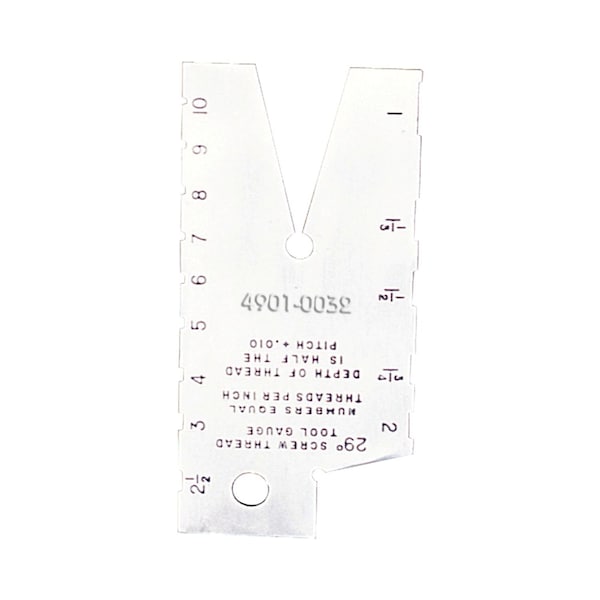 10
9
8
7
6
5
4
3
2 1/2
1
1 1/3
1 1/2
1 3/4
2
4901-0032
29° SCREW THREAD
TOOL GAUGE
NUMBERS EQUAL
THREADS PER INCH
DEPTH OF THREAD
IS HALF THE
PITCH + .010